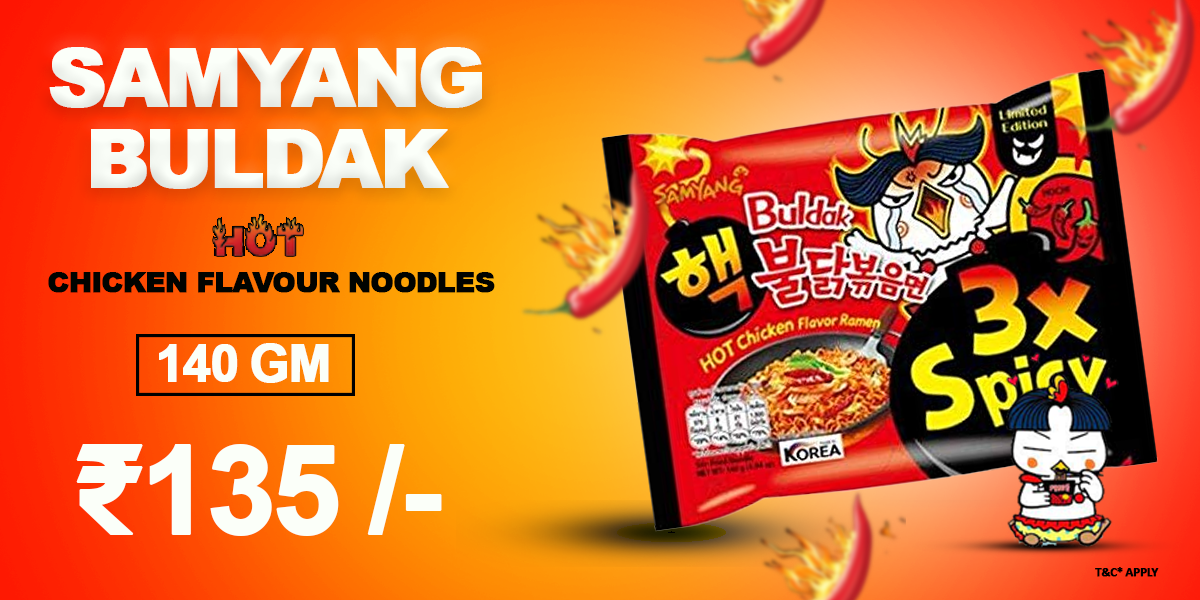 SAMYANG
BULDAK
HOT
CHICKEN FLAVOUR NOODLES
140 GM
₹135 /-
Limited
Edition
SAMYANG
Buldak
핵
불닭볶음면
HOT Chicken Flavor Ramen
3x
Spicy
KOREA
T&C* APPLY